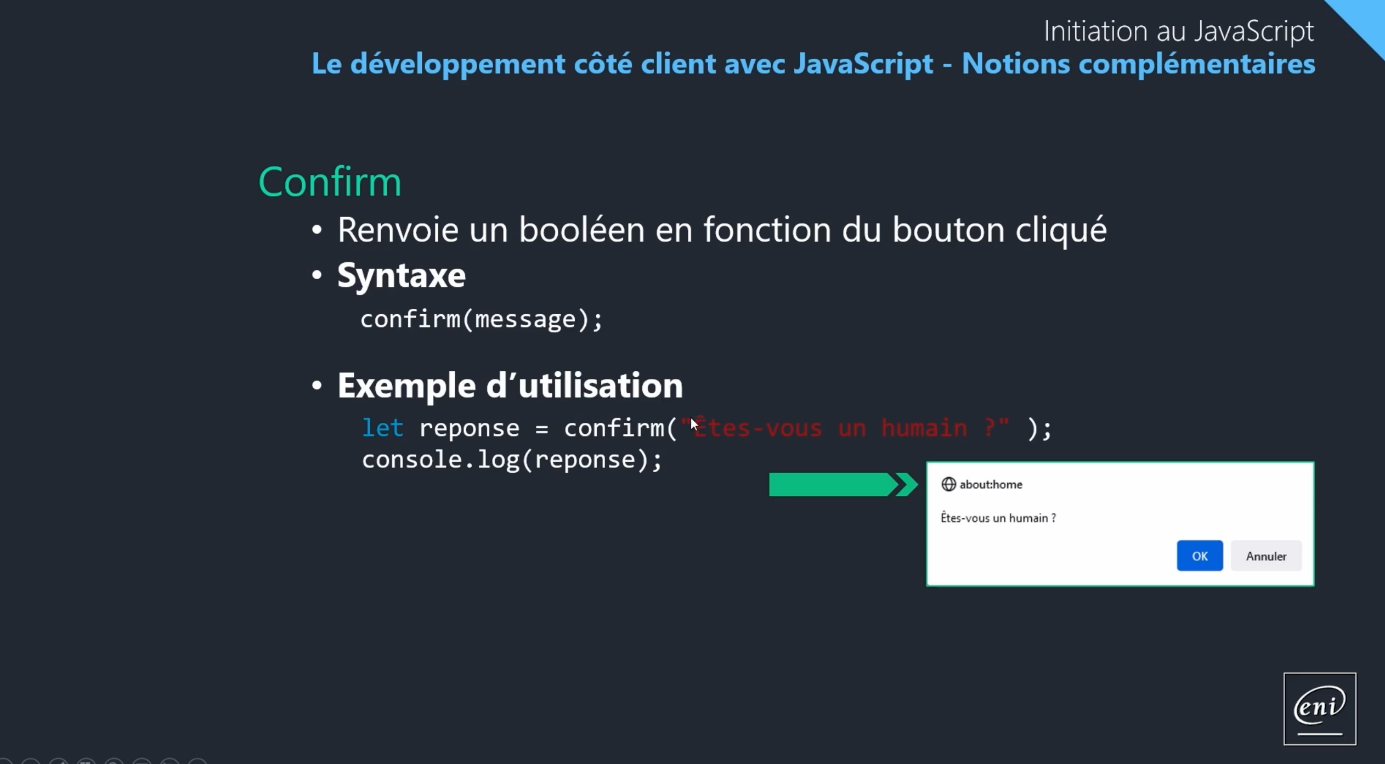 Initiation au JavaScript
Le développement côté client avec JavaScript - Notions complémentaires
Confirm
• Renvoie un booléen en fonction du bouton cliqué
• Syntaxe
confirm(message);
• Exemple d’utilisation
let reponse = confirm("Êtes-vous un humain ?" );
console.log(reponse);
about:home
Êtes-vous un humain ?
OK Annuler
eni